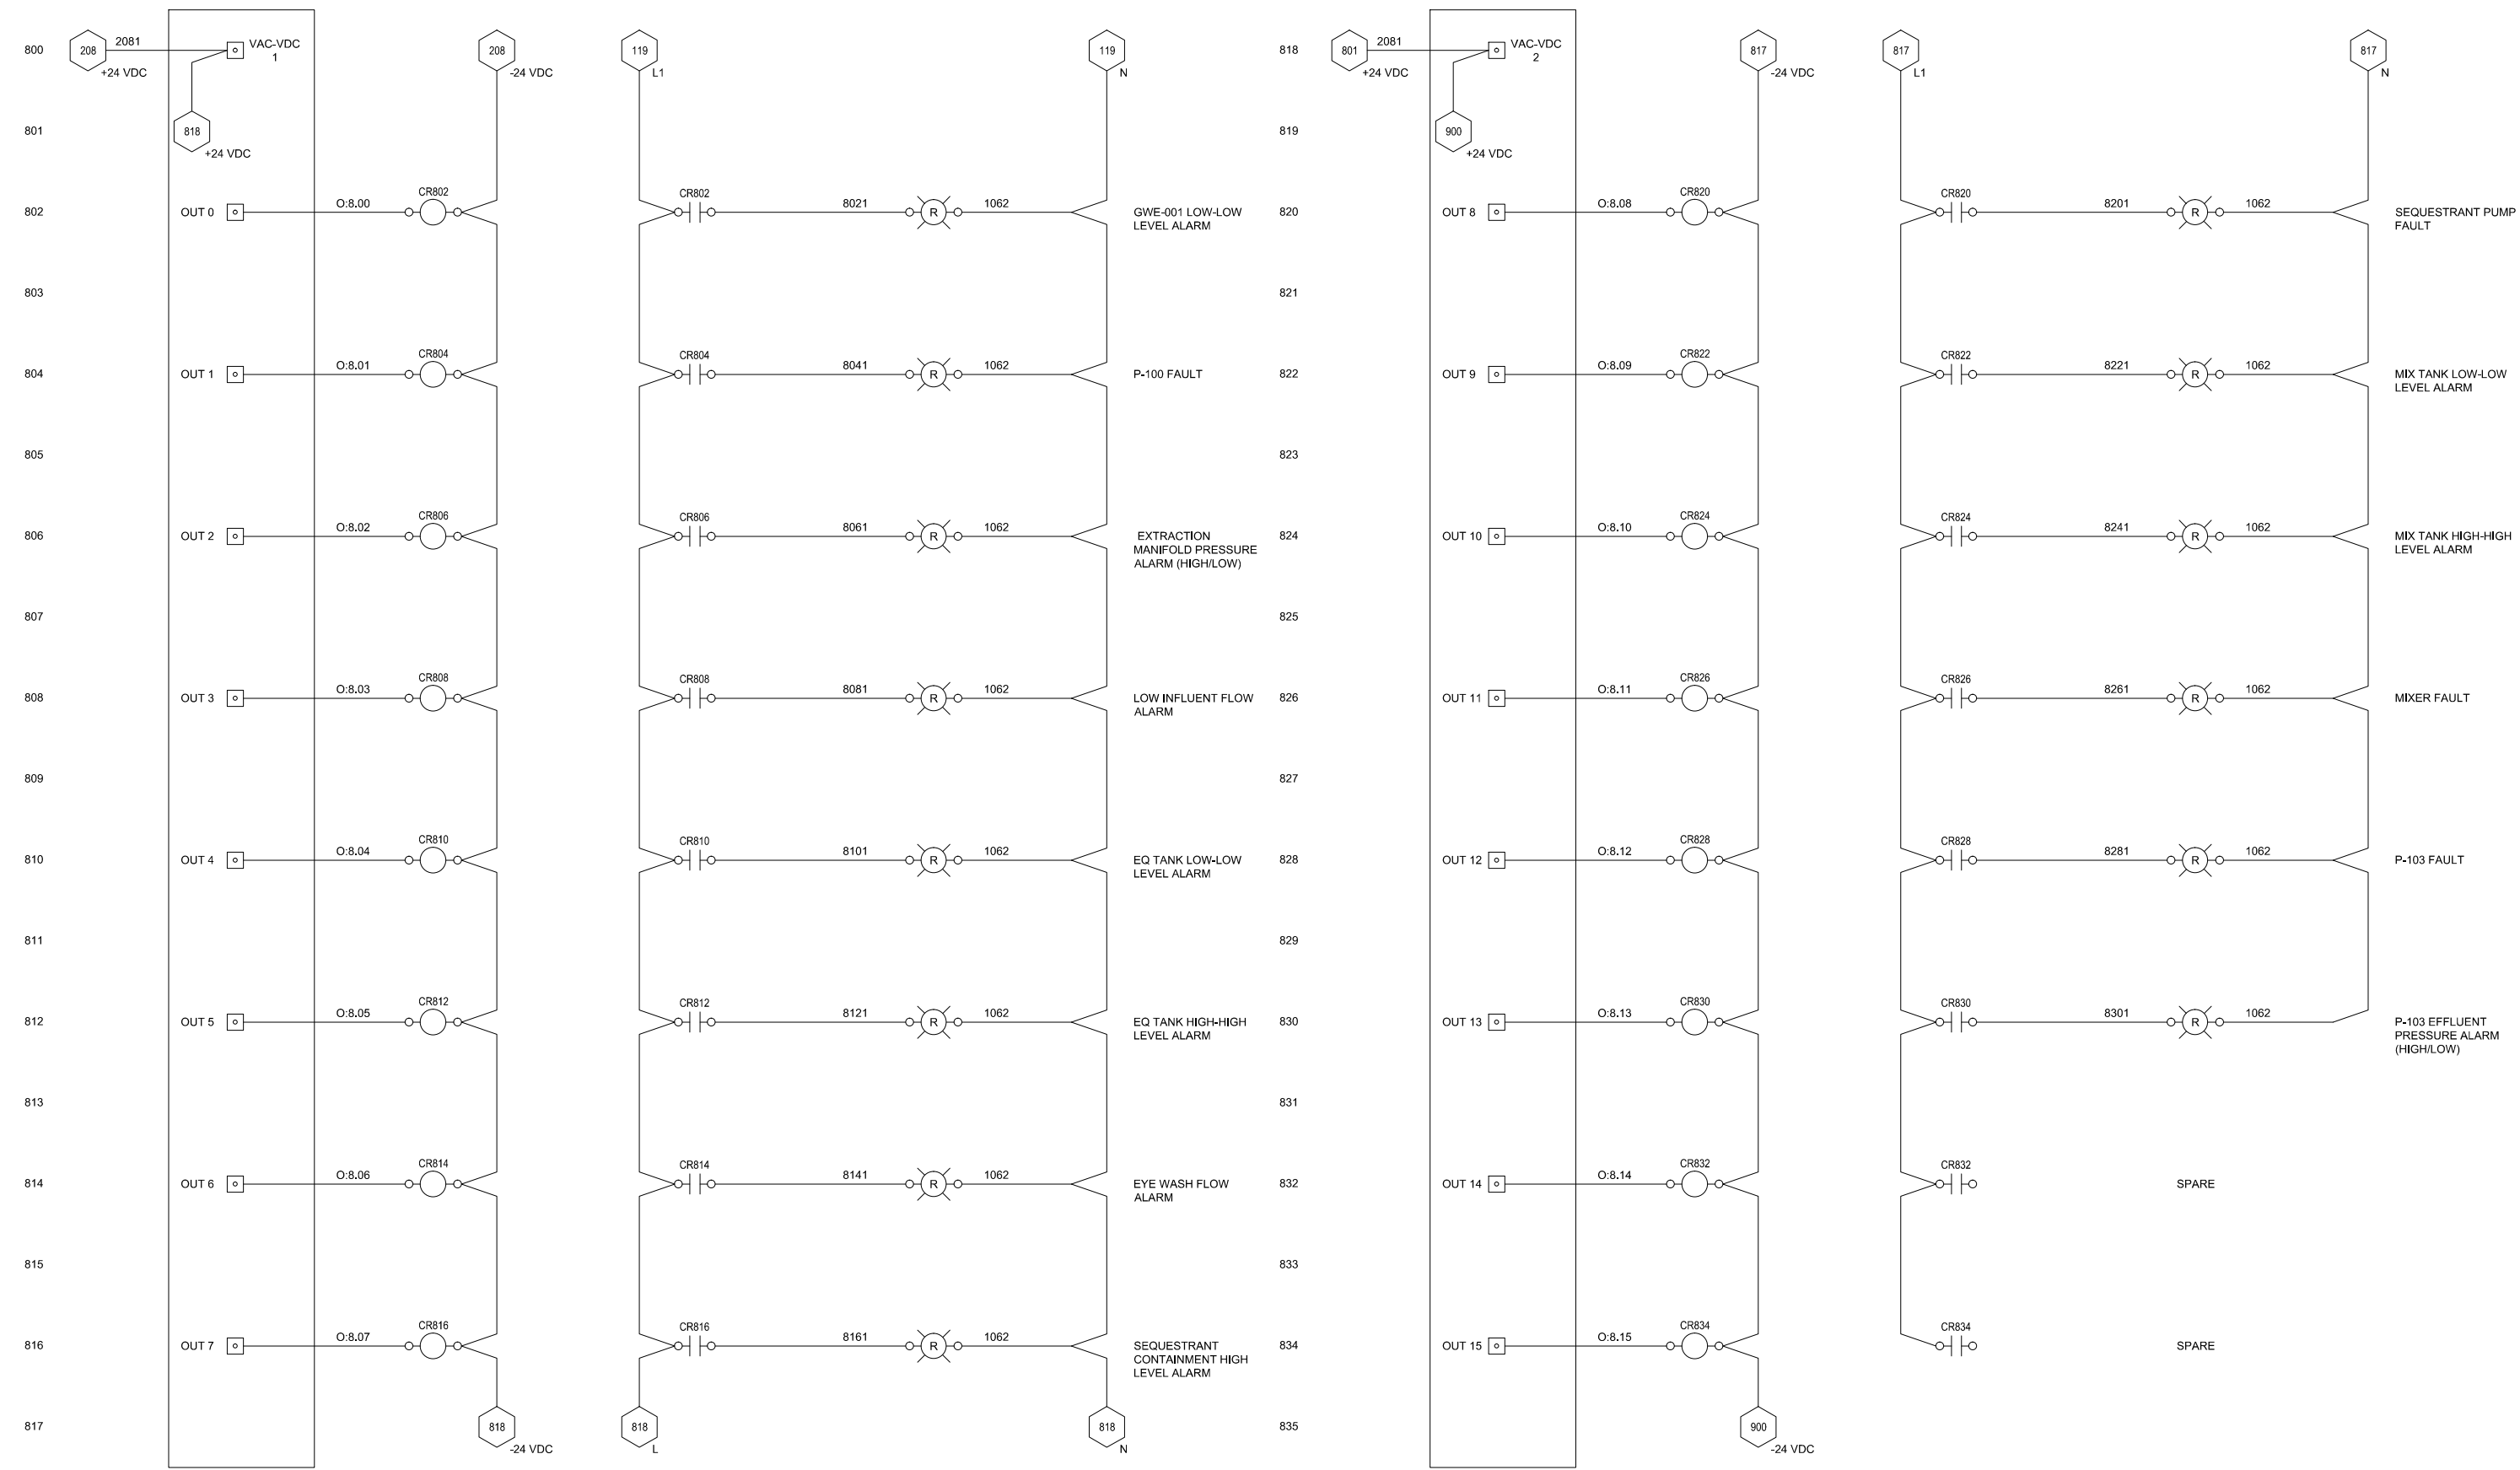 800
208
2081
+24 VDC
VAC-VDC
1
818
+24 VDC
208
-24 VDC
119
L1
119
N
801
802
OUT 0
O:8.00
CR802
CR802
8021
R
1062
GWE-001 LOW-LOW
LEVEL ALARM
803
804
OUT 1
O:8.01
CR804
CR804
8041
R
1062
P-100 FAULT
805
806
OUT 2
O:8.02
CR806
CR806
8061
R
1062
EXTRACTION
MANIFOLD PRESSURE
ALARM (HIGH/LOW)
807
808
OUT 3
O:8.03
CR808
CR808
8081
R
1062
LOW INFLUENT FLOW
ALARM
809
810
OUT 4
O:8.04
CR810
CR810
8101
R
1062
EQ TANK LOW-LOW
LEVEL ALARM
811
812
OUT 5
O:8.05
CR812
CR812
8121
R
1062
EQ TANK HIGH-HIGH
LEVEL ALARM
813
814
OUT 6
O:8.06
CR814
CR814
8141
R
1062
EYE WASH FLOW
ALARM
815
816
OUT 7
O:8.07
CR816
CR816
8161
R
1062
SEQUESTRANT
CONTAINMENT HIGH
LEVEL ALARM
817
818
-24 VDC
818
L
818
N
818
801
2081
+24 VDC
VAC-VDC
2
900
+24 VDC
817
-24 VDC
817
L1
817
N
819
820
OUT 8
O:8.08
CR820
CR820
8201
R
1062
SEQUESTRANT PUMP
FAULT
821
822
OUT 9
O:8.09
CR822
CR822
8221
R
1062
MIX TANK LOW-LOW
LEVEL ALARM
823
824
OUT 10
O:8.10
CR824
CR824
8241
R
1062
MIX TANK HIGH-HIGH
LEVEL ALARM
825
826
OUT 11
O:8.11
CR826
CR826
8261
R
1062
MIXER FAULT
827
828
OUT 12
O:8.12
CR828
CR828
8281
R
1062
P-103 FAULT
829
830
OUT 13
O:8.13
CR830
CR830
8301
R
1062
P-103 EFFLUENT
PRESSURE ALARM
(HIGH/LOW)
831
832
OUT 14
O:8.14
CR832
CR832
SPARE
833
834
OUT 15
O:8.15
CR834
CR834
SPARE
835
900
-24 VDC